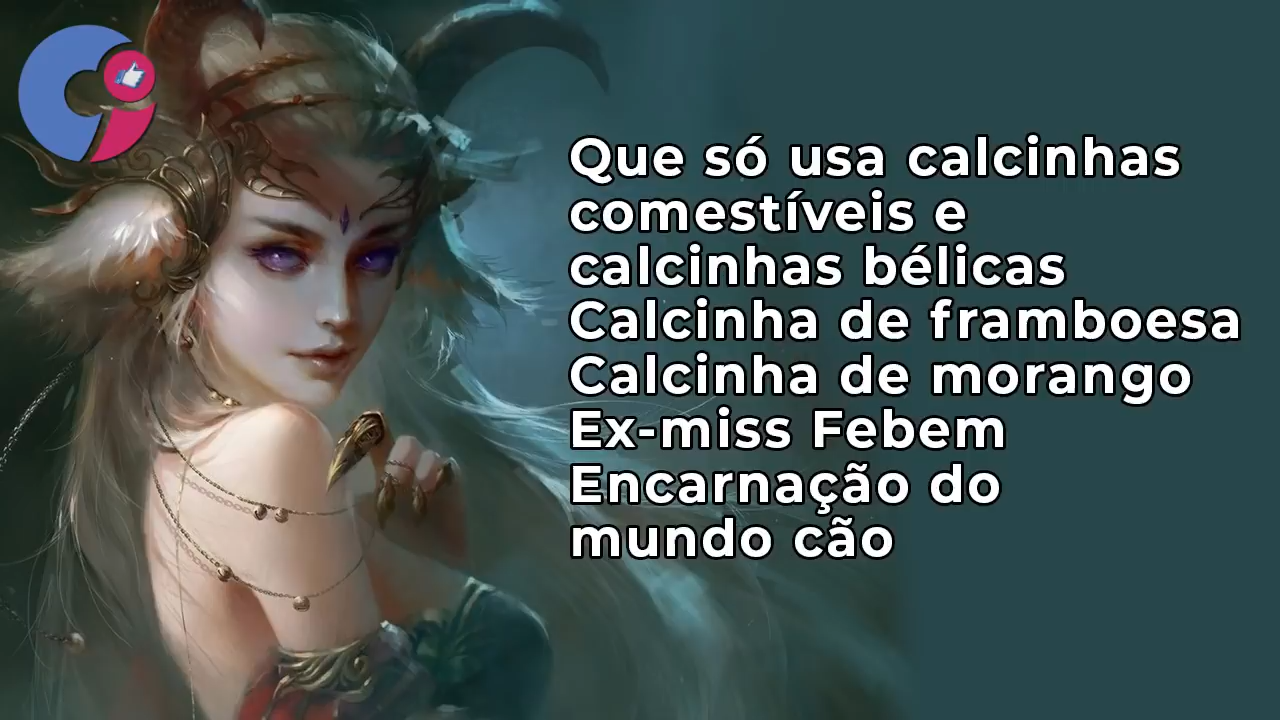 Que só usa calcinhas
comestíveis e
calcinhas bélicas
Calcinha de framboesa
Calcinha de morango
Ex-miss Febem
Encarnação do
mundo cão